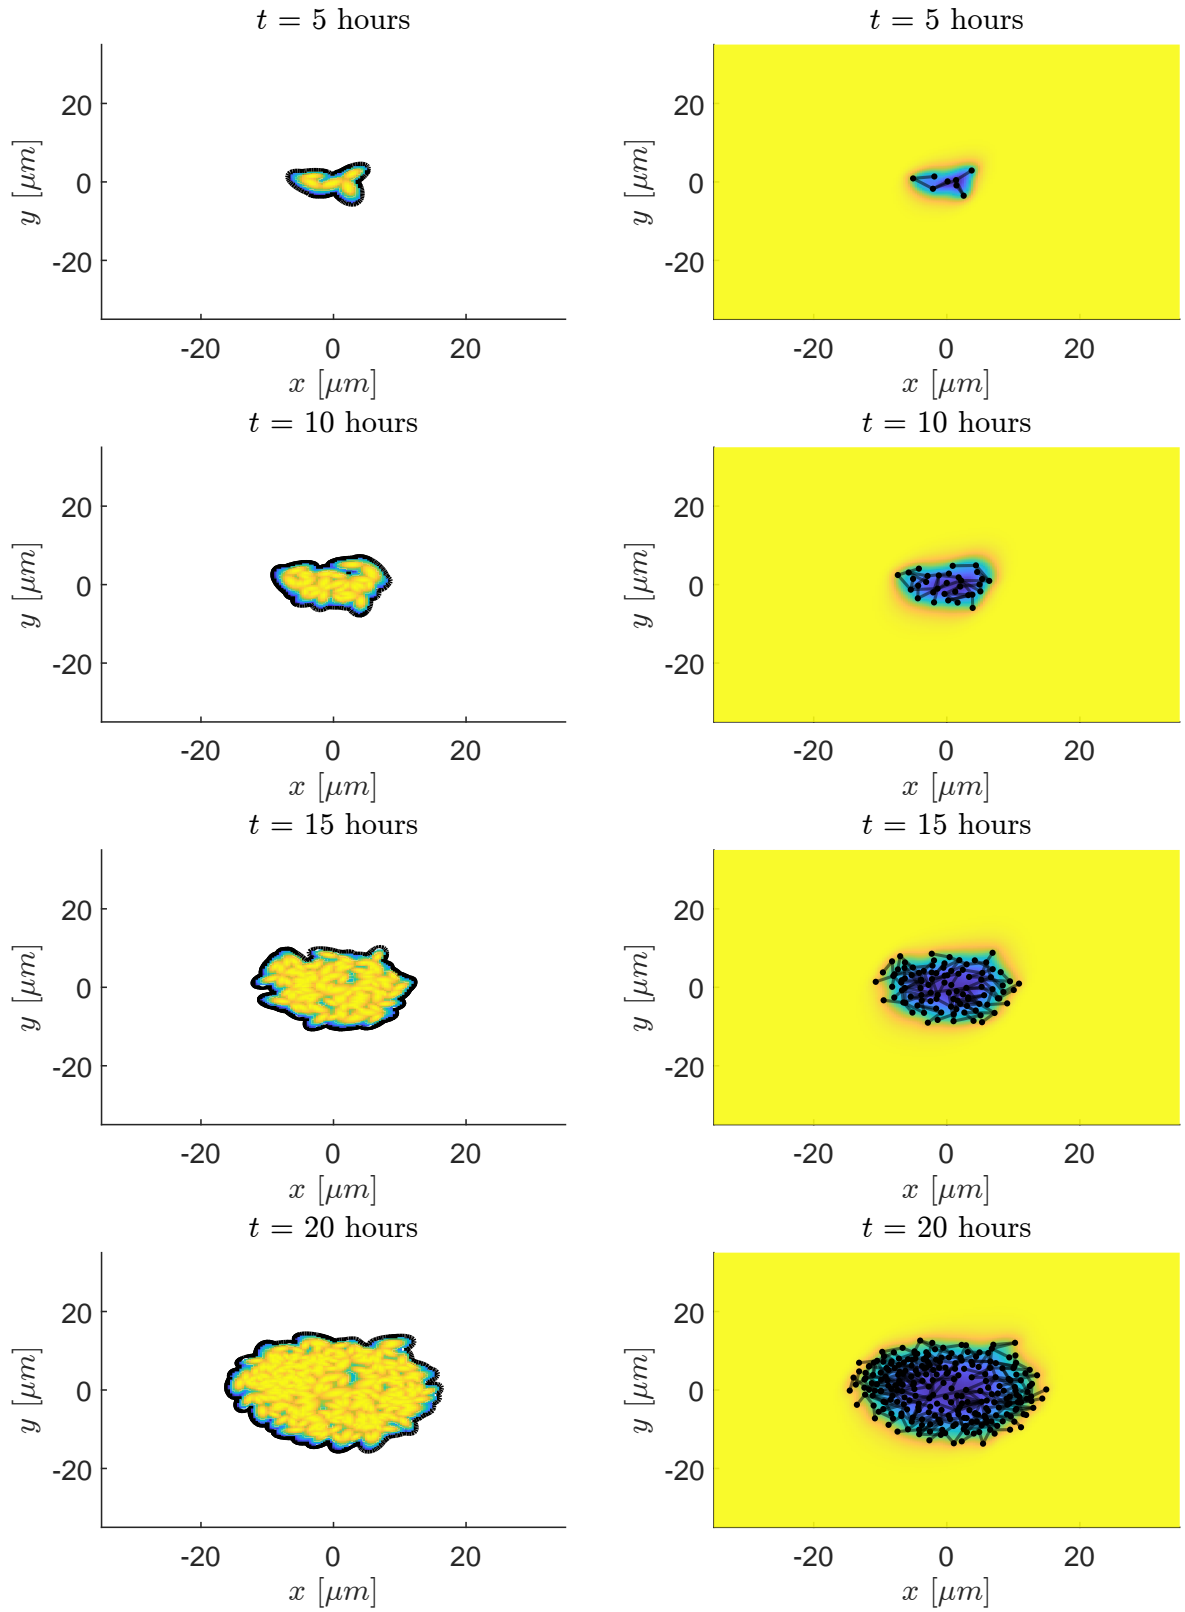 t = 5 hours
t = 5 hours
20
0
-20
y [μm]
-20 0 20
x [μm]
20
0
-20
y [μm]
-20 0 20
x [μm]
t = 10 hours
t = 10 hours
20
0
-20
y [μm]
-20 0 20
x [μm]
20
0
-20
y [μm]
-20 0 20
x [μm]
t = 15 hours
t = 15 hours
20
0
-20
y [μm]
-20 0 20
x [μm]
20
0
-20
y [μm]
-20 0 20
x [μm]
t = 20 hours
t = 20 hours
20
0
-20
y [μm]
-20 0 20
x [μm]
20
0
-20
y [μm]
-20 0 20
x [μm]